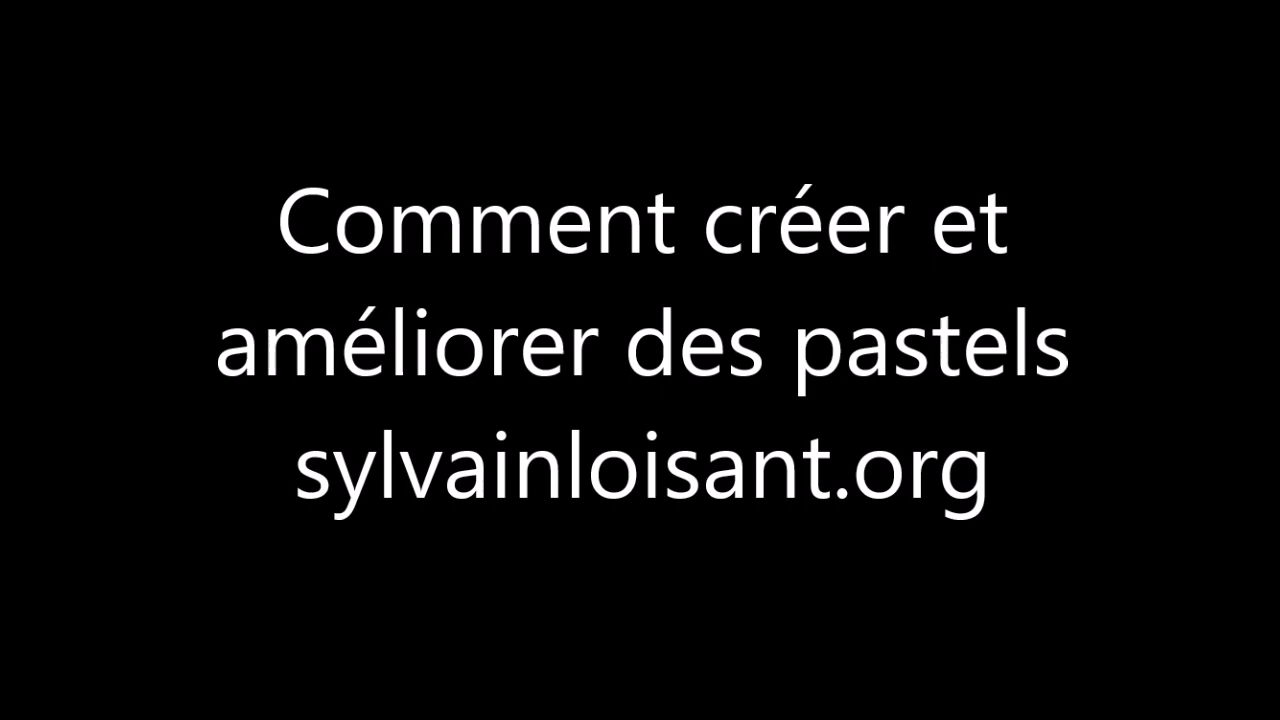 Comment créer et
améliorer des pastels
sylvainloisant.org